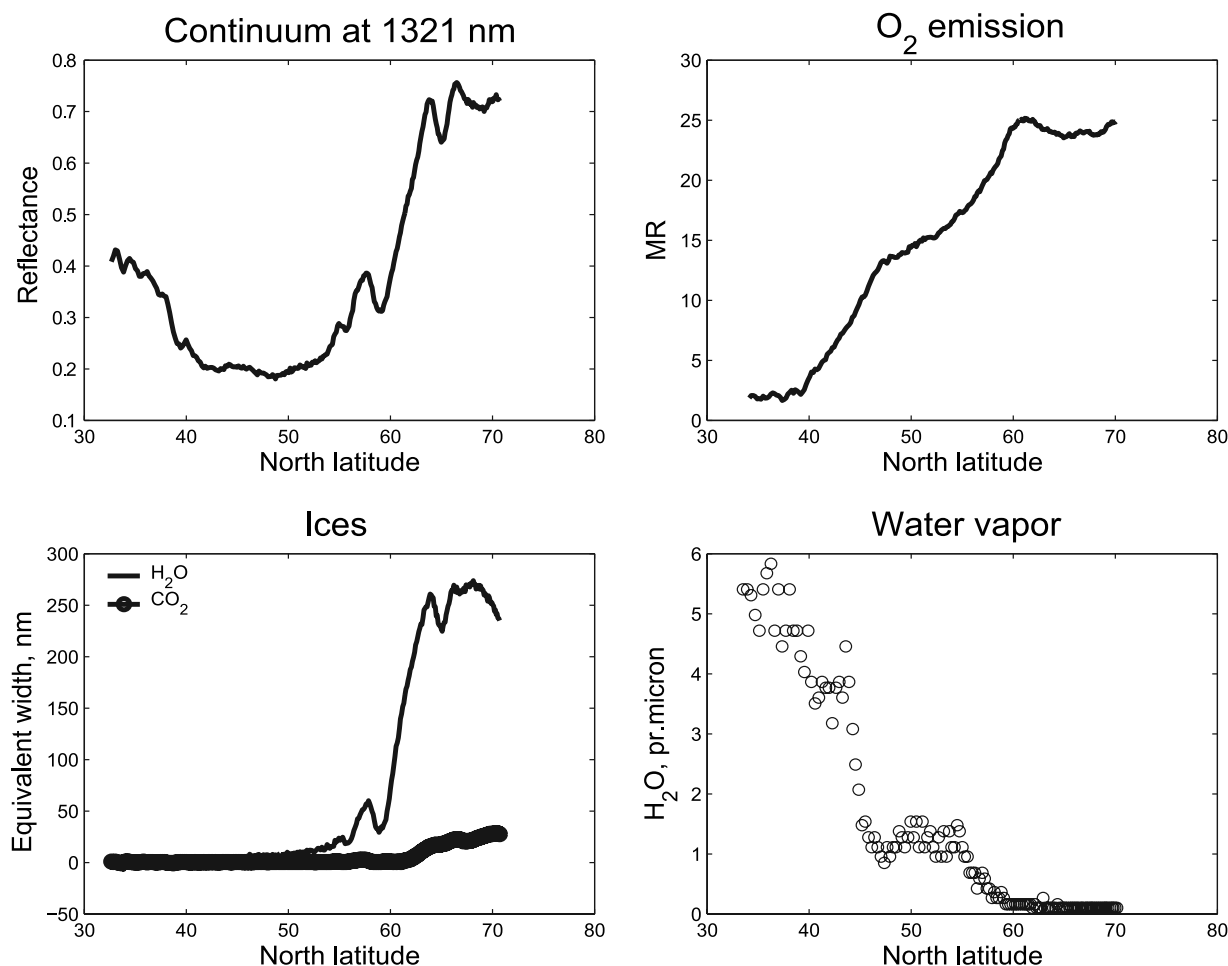 Continuum at 1321 nm
0.8
0.7
0.6
0.5
0.4
0.3
0.2
0.1
Reflectance
30 40 50 60 70 80
North latitude
O₂ emission
30
25
20
15
10
5
0
MR
30 40 50 60 70 80
North latitude
Ices
300
250
200
150
100
50
0
−50
Equivalent width, nm
H₂O
CO₂
30 40 50 60 70 80
North latitude
Water vapor
6
5
4
3
2
1
0
H₂O, pr.micron
30 40 50 60 70 80
North latitude